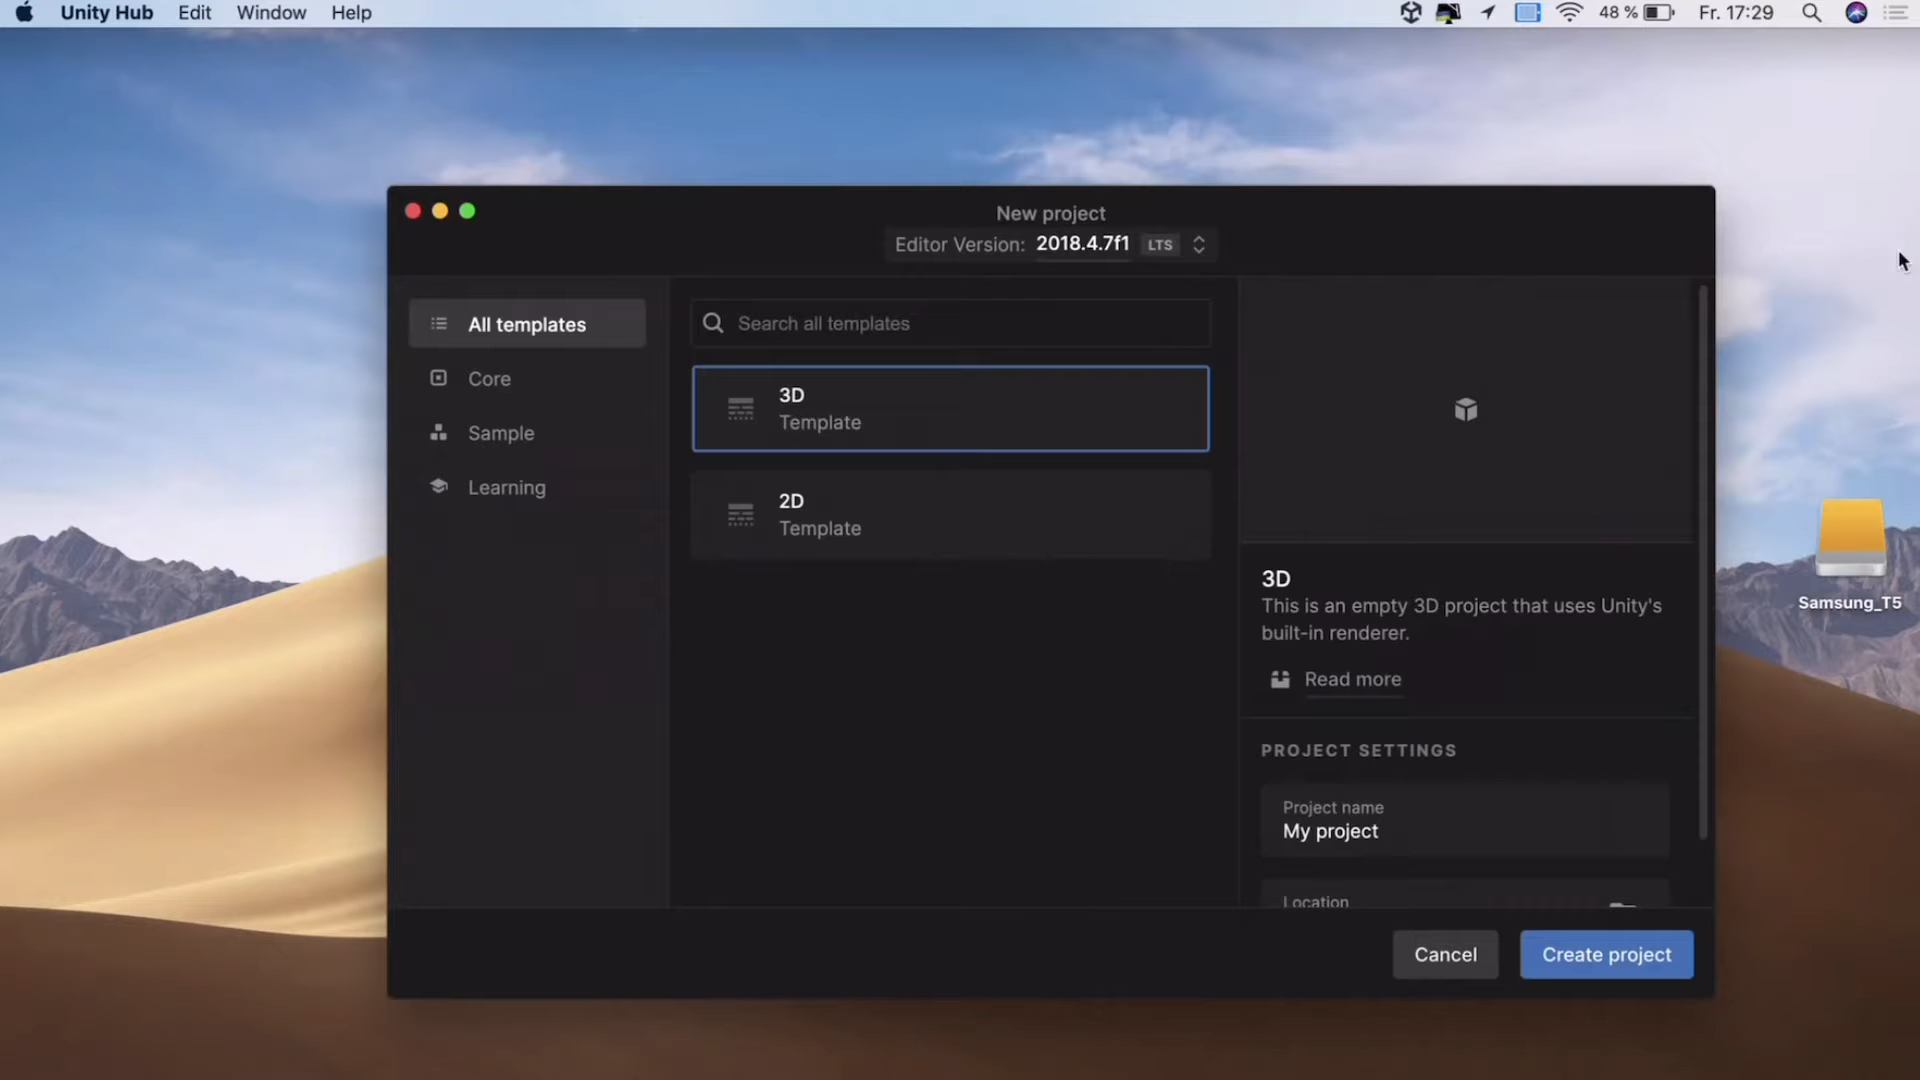 Unity Hub Edit Window Help 48 % Fr. 17:29
New project
Editor Version: 2018.4.7f1 LTS
All templates
Core
Sample
Learning
Search all templates
3D
Template
2D
Template
3D
This is an empty 3D project that uses Unity's
built-in renderer.
Read more
PROJECT SETTINGS
Project name
My project
Location
Cancel Create project
Samsung_T5